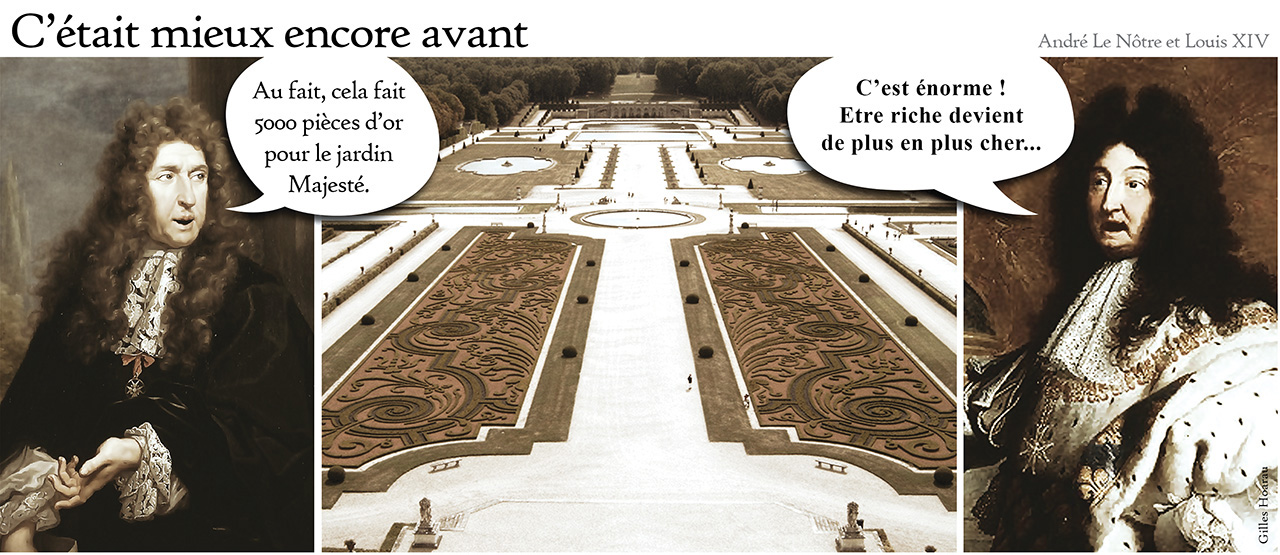 C'était mieux encore avant
André Le Nôtre et Louis XIV
Au fait, cela fait
5000 pièces d'or
pour le jardin
Majesté.
C'est énorme !
Etre riche devient
de plus en plus cher...
Gilles Hoarau